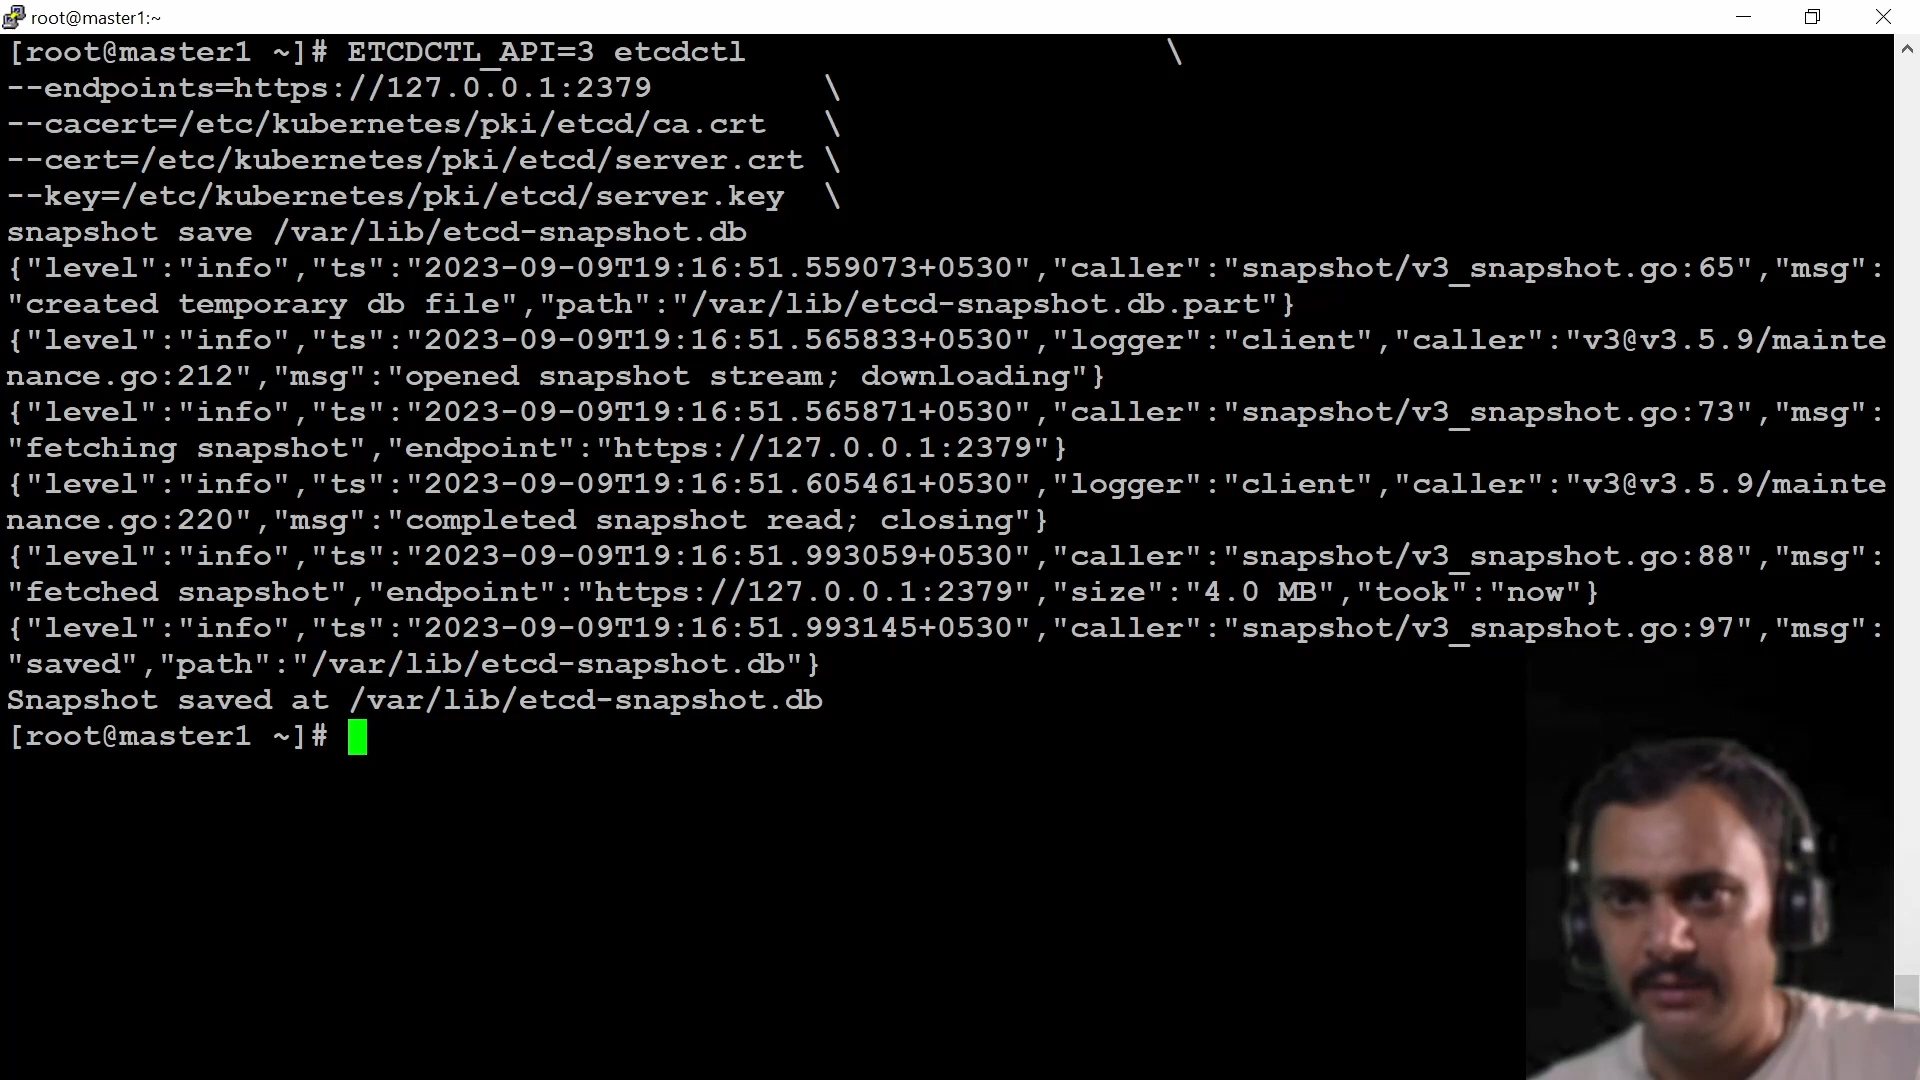 root@master1:~
[root@master1 ~]# ETCDCTL_API=3 etcdctl \
--endpoints=https://127.0.0.1:2379 \
--cacert=/etc/kubernetes/pki/etcd/ca.crt \
--cert=/etc/kubernetes/pki/etcd/server.crt \
--key=/etc/kubernetes/pki/etcd/server.key \
snapshot save /var/lib/etcd-snapshot.db
{"level":"info","ts":"2023-09-09T19:16:51.559073+0530","caller":"snapshot/v3_snapshot.go:65","msg":
"created temporary db file","path":"/var/lib/etcd-snapshot.db.part"}
{"level":"info","ts":"2023-09-09T19:16:51.565833+0530","logger":"client","caller":"v3@v3.5.9/mainte
nance.go:212","msg":"opened snapshot stream; downloading"}
{"level":"info","ts":"2023-09-09T19:16:51.565871+0530","caller":"snapshot/v3_snapshot.go:73","msg":
"fetching snapshot","endpoint":"https://127.0.0.1:2379"}
{"level":"info","ts":"2023-09-09T19:16:51.605461+0530","logger":"client","caller":"v3@v3.5.9/mainte
nance.go:220","msg":"completed snapshot read; closing"}
{"level":"info","ts":"2023-09-09T19:16:51.993059+0530","caller":"snapshot/v3_snapshot.go:88","msg":
"fetched snapshot","endpoint":"https://127.0.0.1:2379","size":"4.0 MB","took":"now"}
{"level":"info","ts":"2023-09-09T19:16:51.993145+0530","caller":"snapshot/v3_snapshot.go:97","msg":
"saved","path":"/var/lib/etcd-snapshot.db"}
Snapshot saved at /var/lib/etcd-snapshot.db
[root@master1 ~]#